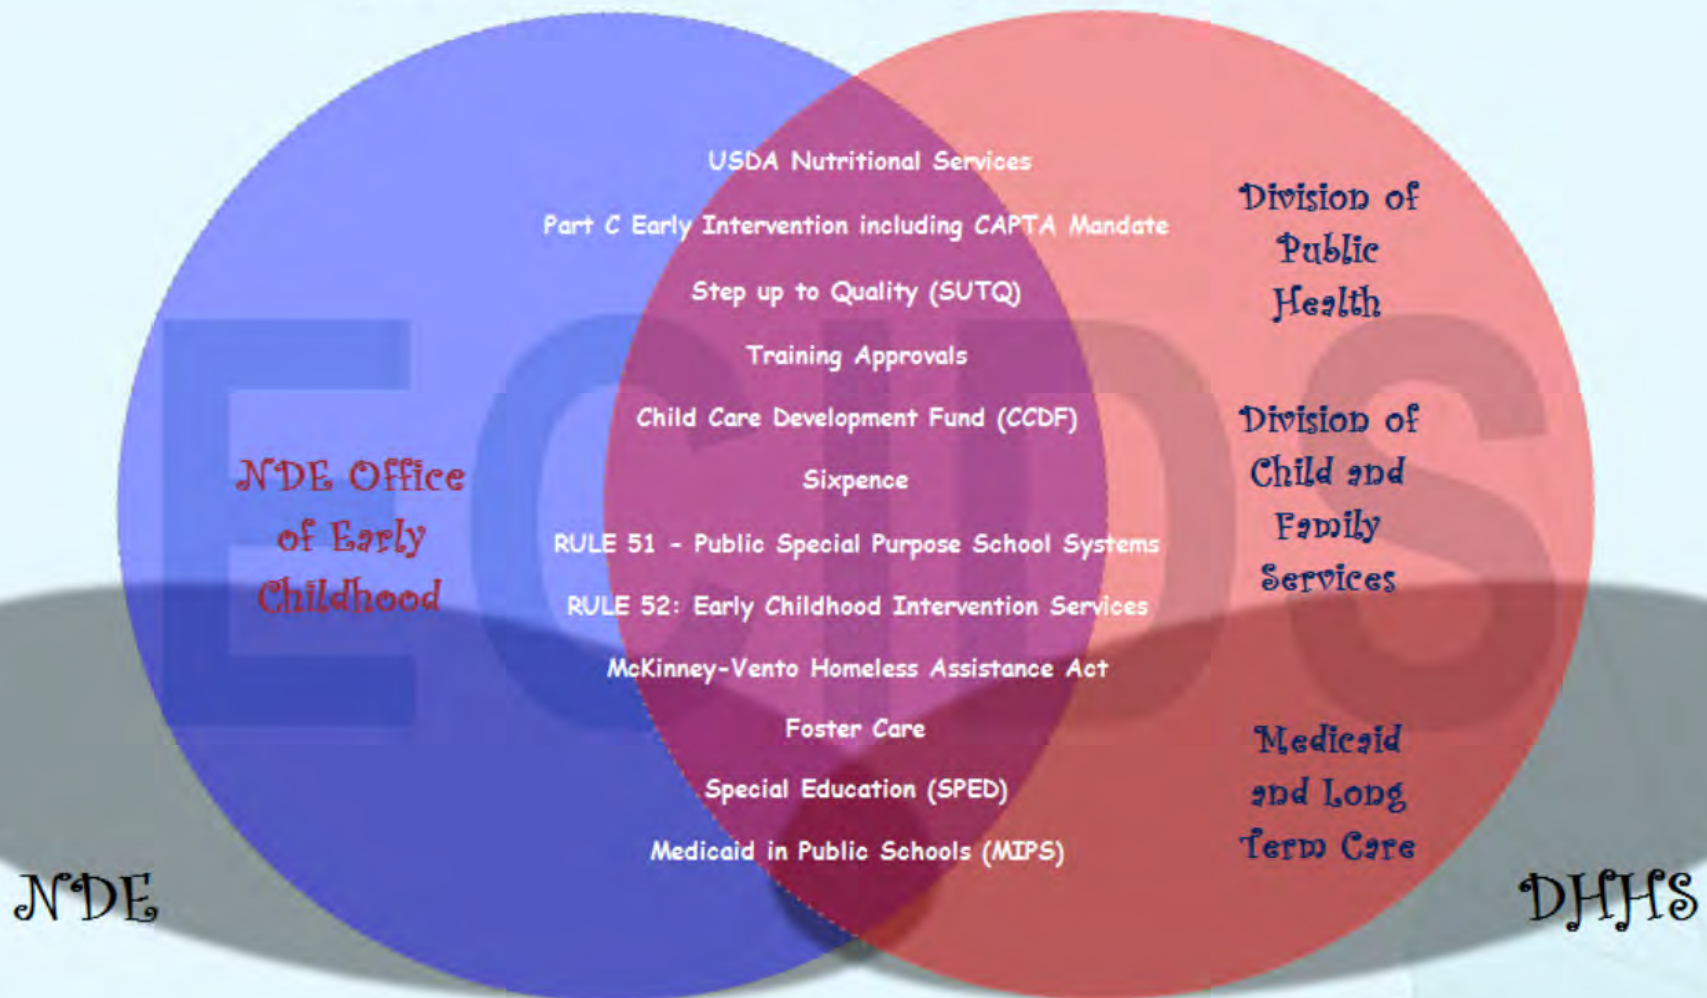 USDA Nutritional Services
Part C Early Intervention including CAPTA Mandate
Step up to Quality (SUTQ)
Training Approvals
Child Care Development Fund (CCDF)
Sixpence
RULE 51 - Public Special Purpose School Systems
RULE 52: Early Childhood Intervention Services
McKinney-Vento Homeless Assistance Act
Foster Care
Special Education (SPED)
Medicaid in Public Schools (MIPS)
NDE Office
of Early
Childhood
Division of
Public
Health
Division of
Child and
Family
Services
Medicaid
and Long
Term Care
ECIDS
NDE
DHHS